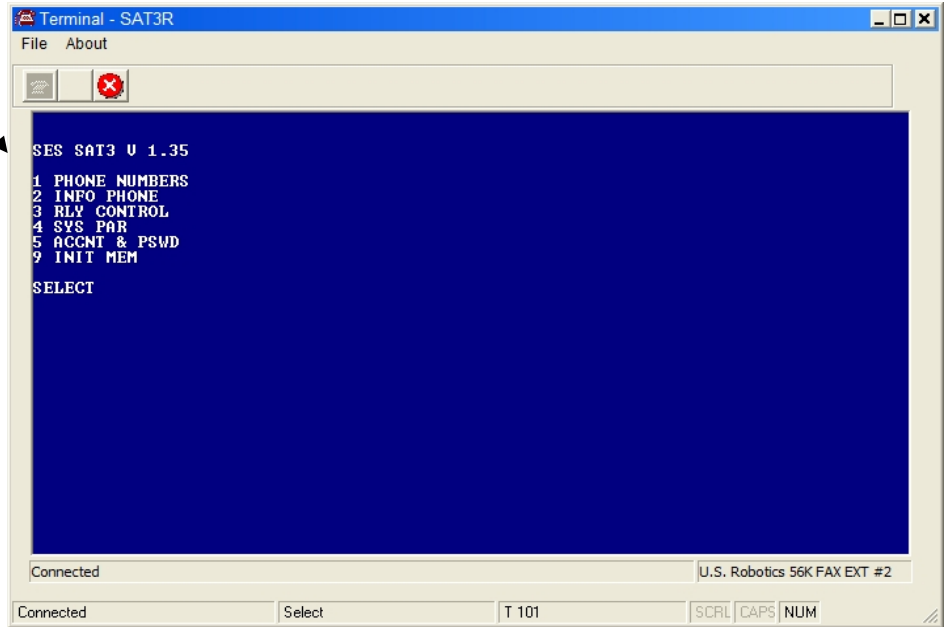 Terminal - SAT3R
File About
SES SAT3 V 1.35
1 PHONE NUMBERS
2 INFO PHONE
3 RLY CONTROL
4 SYS PAR
5 ACCNT & PSWD
9 INIT MEM
SELECT
Connected U.S. Robotics 56K FAX EXT #2
Connected Select T 101 SCRL CAPS NUM